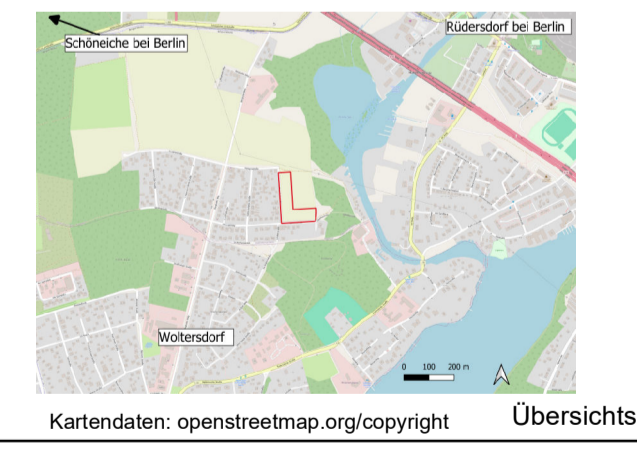 Schöneiche bei Berlin
Rüdersdorf bei Berlin
Woltersdorf
0 100 200 m
Kartendaten: openstreetmap.org/copyright
Übersichts